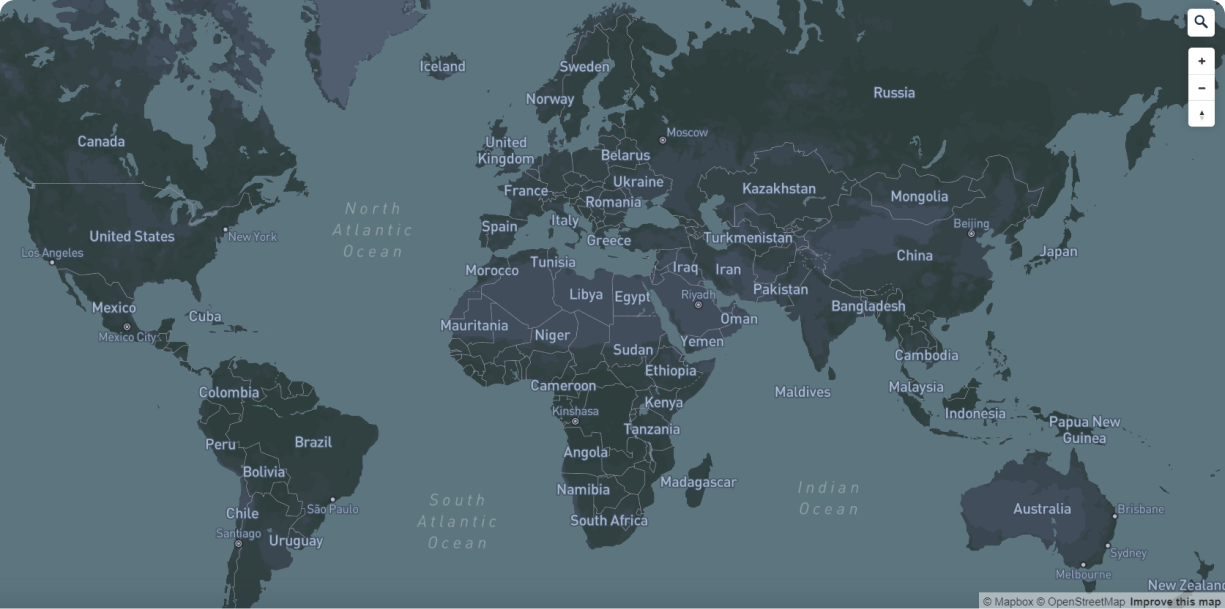 Iceland
Sweden
Norway
Russia
Canada
Moscow
United
Kingdom
Belarus
Ukraine
France
Kazakhstan
Mongolia
Romania
North
Atlantic
Ocean
Italy
Spain
Greece
Turkmenistan
Beijing
United States
New York
Los Angeles
China
Japan
Tunisia
Morocco
Iraq
Iran
Pakistan
Libya
Egypt
Riyadh
Mexico
Cuba
Bangladesh
Oman
Mauritania
Niger
Mexico City
Yemen
Sudan
Cambodia
Ethiopia
Cameroon
Malaysia
Colombia
Maldives
Kenya
Kinshasa
Indonesia
Tanzania
Papua New
Guinea
Peru
Brazil
Angola
Bolivia
Madagascar
Namibia
Indian
Ocean
South
Atlantic
Ocean
São Paulo
Chile
South Africa
Australia
Brisbane
Santiago
Uruguay
Sydney
Melbourne
New Zealan
© Mapbox © OpenStreetMap Improve this map